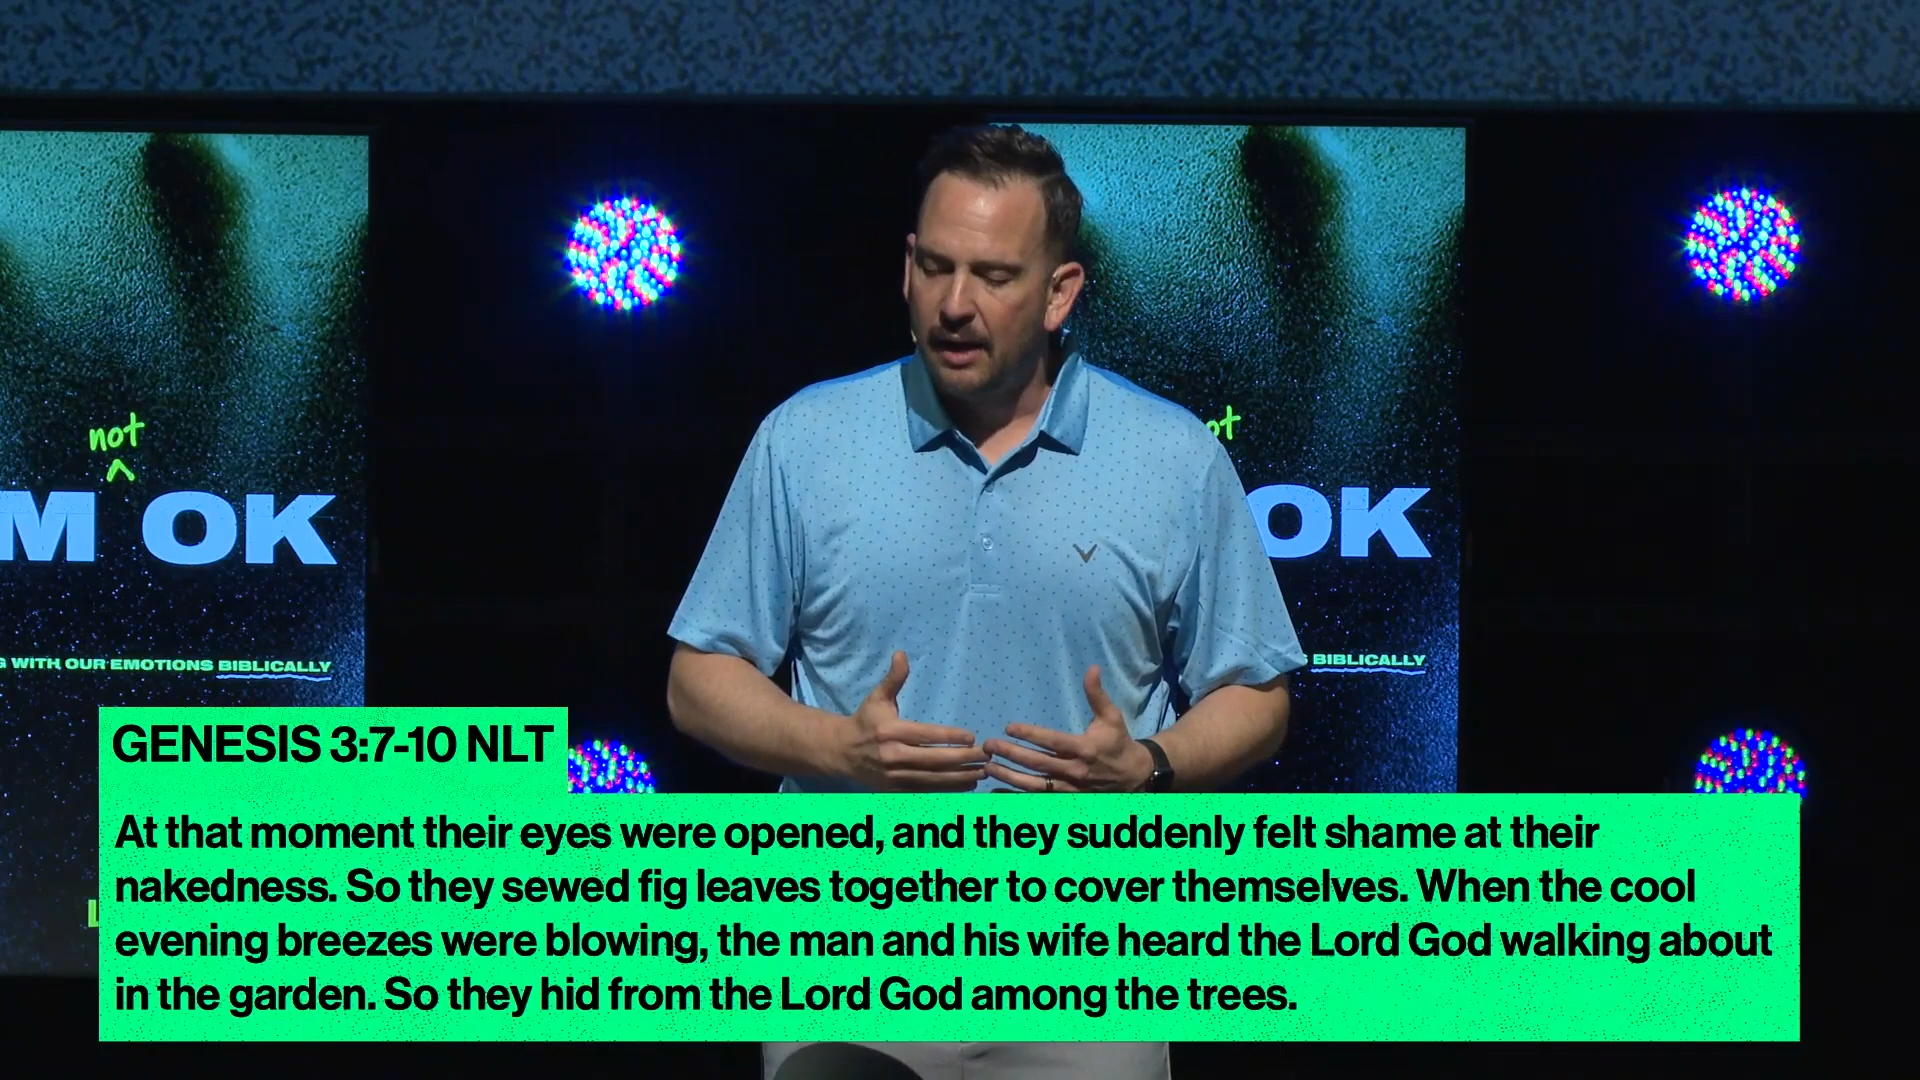 not
^
M OK
G WITH OUR EMOTIONS BIBLICALLY
ot
OK
S BIBLICALLY
GENESIS 3:7-10 NLT
At that moment their eyes were opened, and they suddenly felt shame at their
nakedness. So they sewed fig leaves together to cover themselves. When the cool
evening breezes were blowing, the man and his wife heard the Lord God walking about
in the garden. So they hid from the Lord God among the trees.